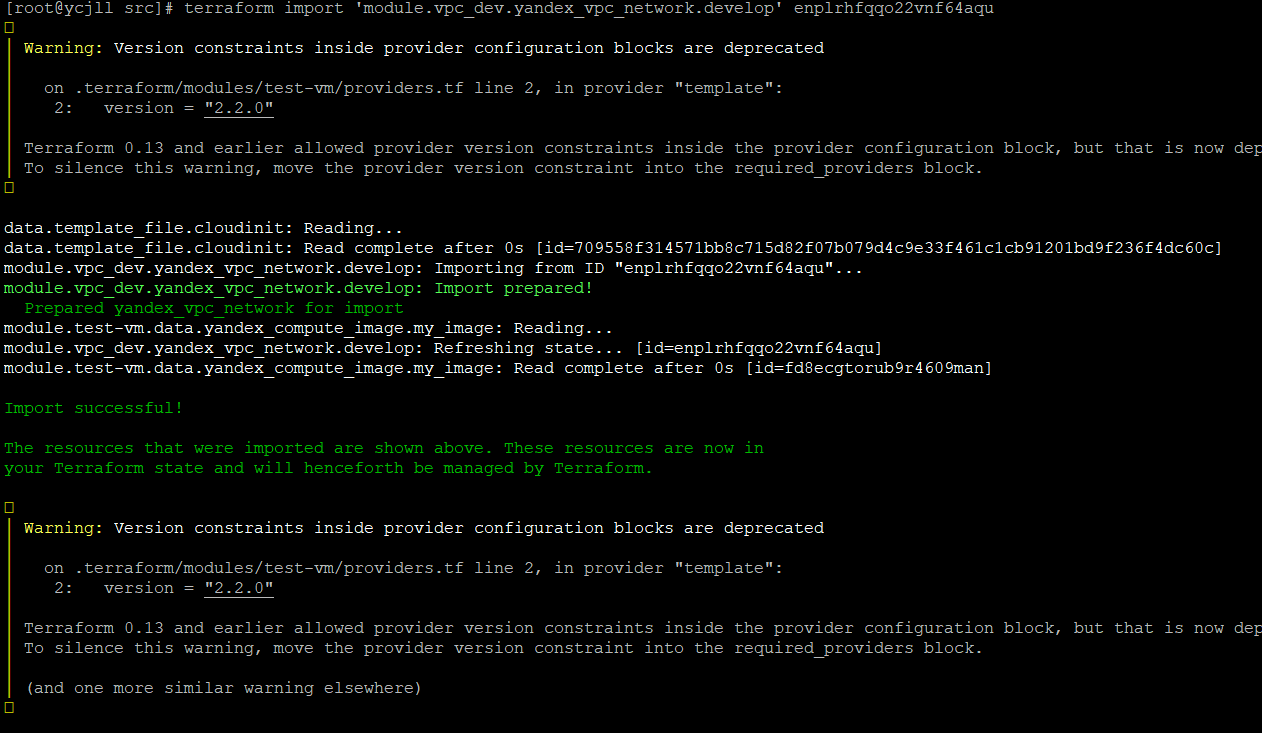 [root@ycjll src]# terraform import 'module.vpc_dev.yandex_vpc_network.develop' enplrhfqqo22vnf64aqu
Warning: Version constraints inside provider configuration blocks are deprecated
on .terraform/modules/test-vm/providers.tf line 2, in provider "template":
2: version = "2.2.0"
Terraform 0.13 and earlier allowed provider version constraints inside the provider configuration block, but that is now dep
To silence this warning, move the provider version constraint into the required_providers block.
data.template_file.cloudinit: Reading...
data.template_file.cloudinit: Read complete after 0s [id=709558f314571bb8c715d82f07b079d4c9e33f461c1cb91201bd9f236f4dc60c]
module.vpc_dev.yandex_vpc_network.develop: Importing from ID "enplrhfqqo22vnf64aqu"...
module.vpc_dev.yandex_vpc_network.develop: Import prepared!
Prepared yandex_vpc_network for import
module.test-vm.data.yandex_compute_image.my_image: Reading...
module.vpc_dev.yandex_vpc_network.develop: Refreshing state... [id=enplrhfqqo22vnf64aqu]
module.test-vm.data.yandex_compute_image.my_image: Read complete after 0s [id=fd8ecgtorub9r4609man]
Import successful!
The resources that were imported are shown above. These resources are now in
your Terraform state and will henceforth be managed by Terraform.
Warning: Version constraints inside provider configuration blocks are deprecated
on .terraform/modules/test-vm/providers.tf line 2, in provider "template":
2: version = "2.2.0"
Terraform 0.13 and earlier allowed provider version constraints inside the provider configuration block, but that is now dep
To silence this warning, move the provider version constraint into the required_providers block.
(and one more similar warning elsewhere)